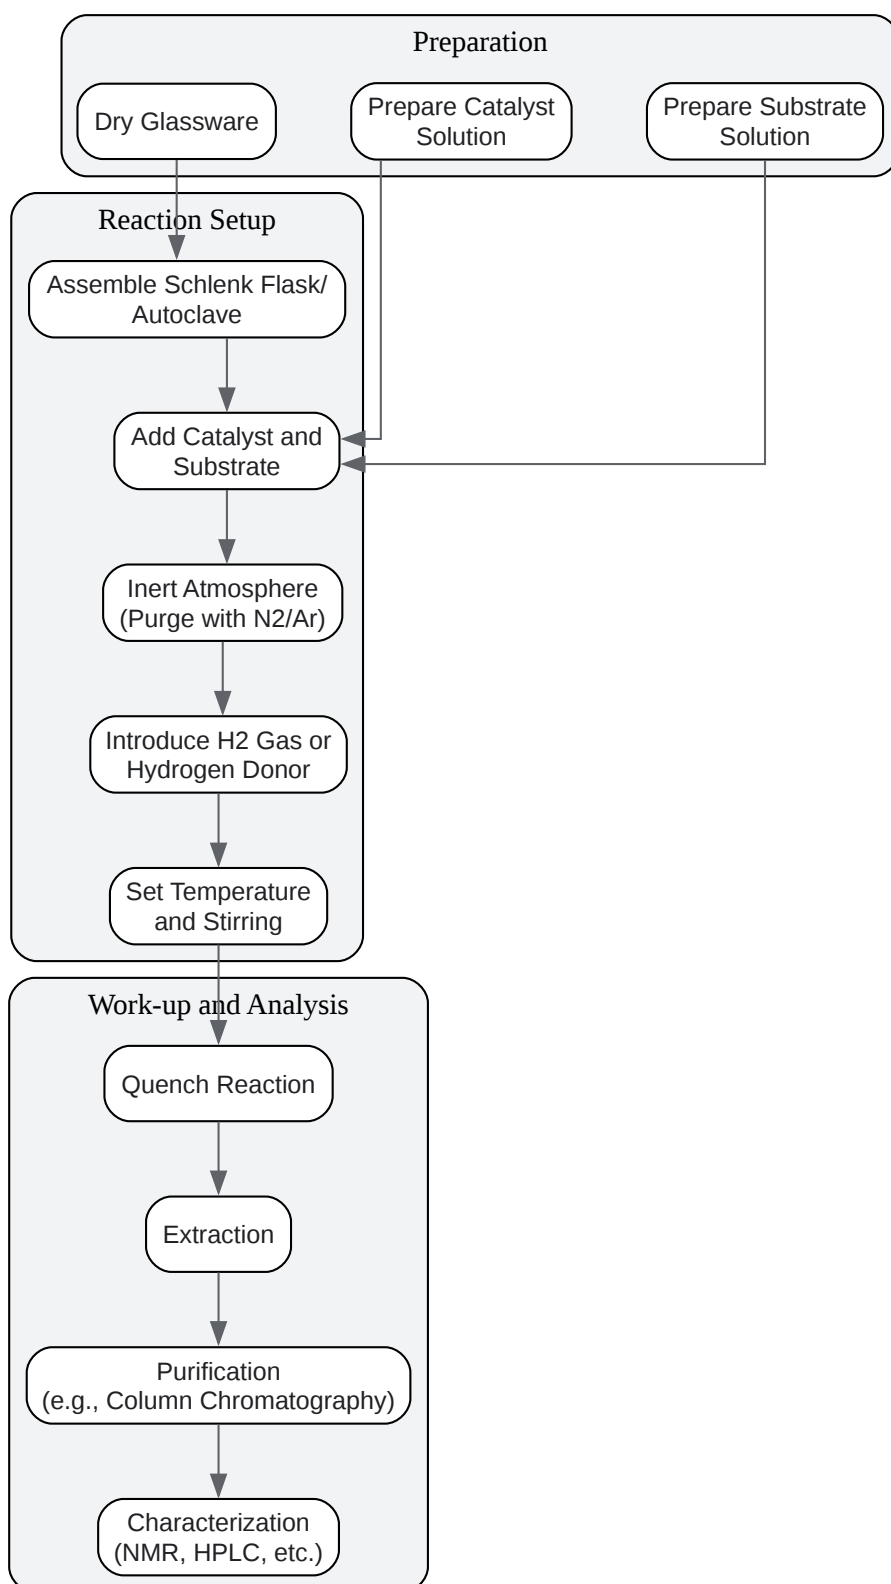 Preparation
Dry Glassware
Prepare Catalyst
Solution
Prepare Substrate
Solution
Reaction Setup
Assemble Schlenk Flask/
Autoclave
Add Catalyst and
Substrate
Inert Atmosphere
(Purge with N2/Ar)
Introduce H2 Gas or
Hydrogen Donor
Set Temperature
and Stirring
Work-up and Analysis
Quench Reaction
Extraction
Purification
(e.g., Column Chromatography)
Characterization
(NMR, HPLC, etc.)